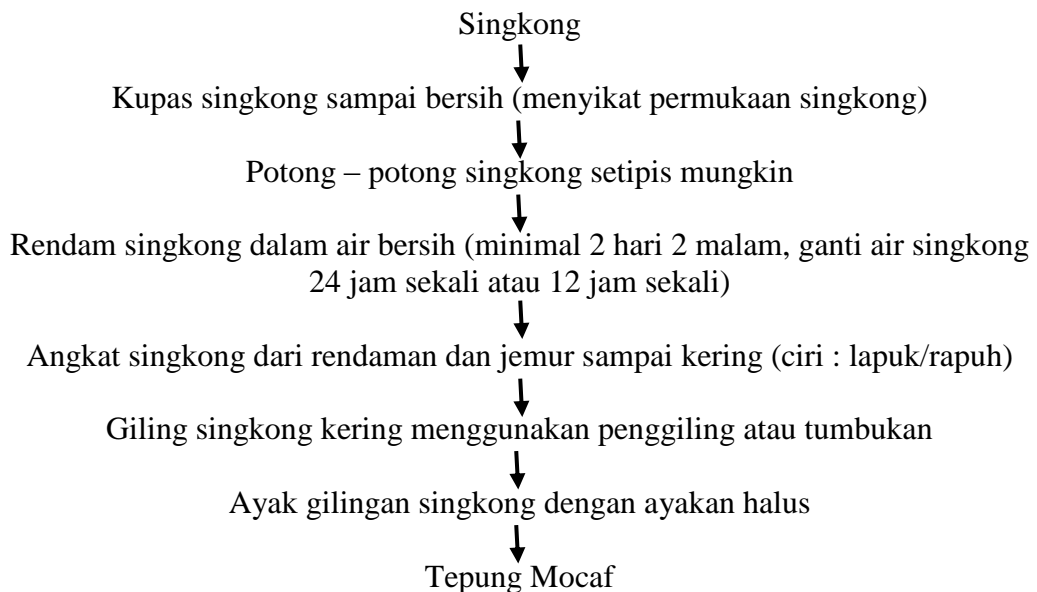 Singkong
Kupas singkong sampai bersih (menyikat permukaan singkong)
Potong – potong singkong setipis mungkin
Rendam singkong dalam air bersih (minimal 2 hari 2 malam, ganti air singkong
24 jam sekali atau 12 jam sekali)
Angkat singkong dari rendaman dan jemur sampai kering (ciri : lapuk/rapuh)
Giling singkong kering menggunakan penggiling atau tumbukan
Ayak gilingan singkong dengan ayakan halus
Tepung Mocaf